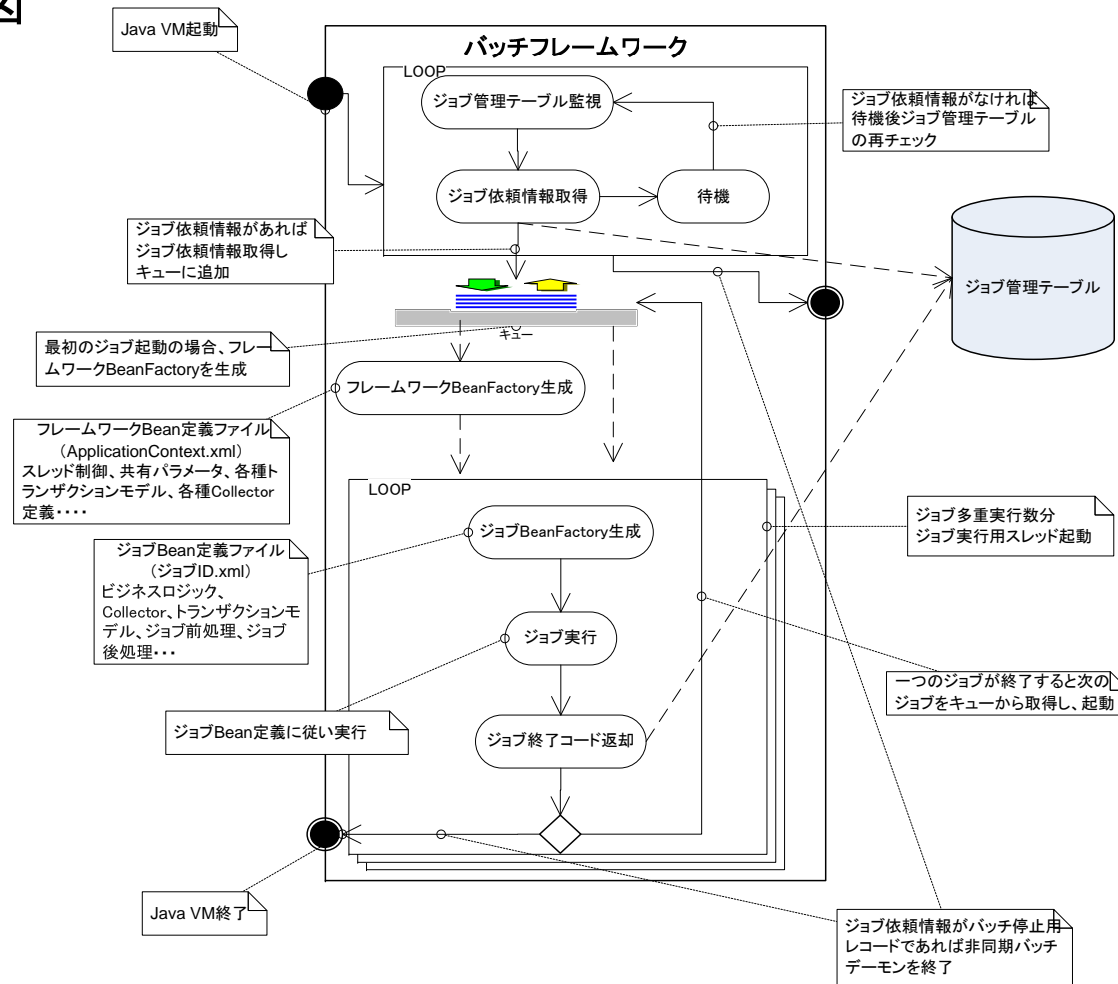 図
Java VM起動
バッチフレームワーク
LOOP
ジョブ管理テーブル監視
ジョブ依頼情報取得
待機
ジョブ依頼情報がなければ
待機後ジョブ管理テーブル
の再チェック
ジョブ依頼情報があれば
ジョブ依頼情報取得し
キューに追加
ジョブ管理テーブル
キュー
最初のジョブ起動の場合、フレー
ムワークBeanFactoryを生成
フレームワークBeanFactory生成
フレームワークBean定義ファイル
（ApplicationContext.xml）
スレッド制御、共有パラメータ、各種ト
ランザクションモデル、各種Collector
定義・・・・
LOOP
ジョブBeanFactory生成
ジョブ多重実行数分
ジョブ実行用スレッド起動
ジョブBean定義ファイル
（ジョブID.xml）
ビジネスロジック、
Collector、トランザクションモ
デル、ジョブ前処理、ジョブ
後処理・・・
ジョブ実行
一つのジョブが終了すると次の
ジョブをキューから取得し、起動
ジョブBean定義に従い実行
ジョブ終了コード返却
Java VM終了
ジョブ依頼情報がバッチ停止用
レコードであれば非同期バッチ
デーモンを終了